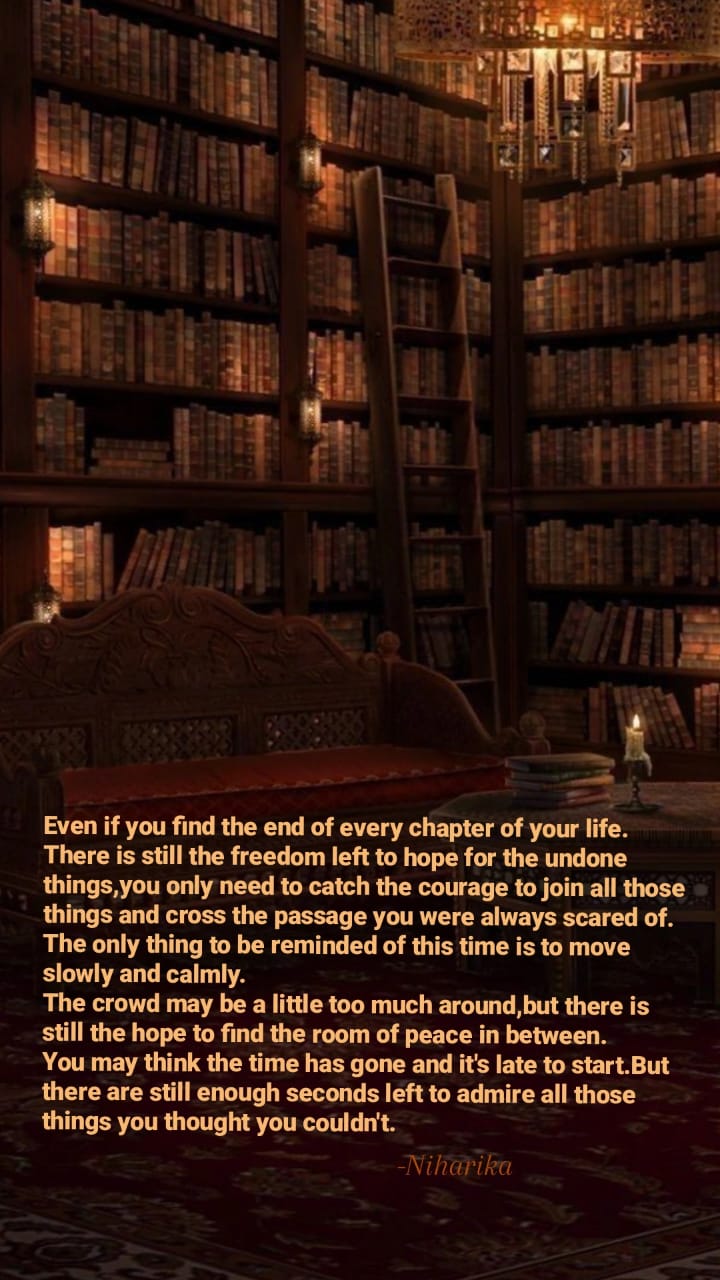 Even if you find the end of every chapter of your life.
There is still the freedom left to hope for the undone
things,you only need to catch the courage to join all those
things and cross the passage you were always scared of.
The only thing to be reminded of this time is to move
slowly and calmly.
The crowd may be a little too much around,but there is
still the hope to find the room of peace in between.
You may think the time has gone and it's late to start.But
there are still enough seconds left to admire all those
things you thought you couldn't.
-Niharika